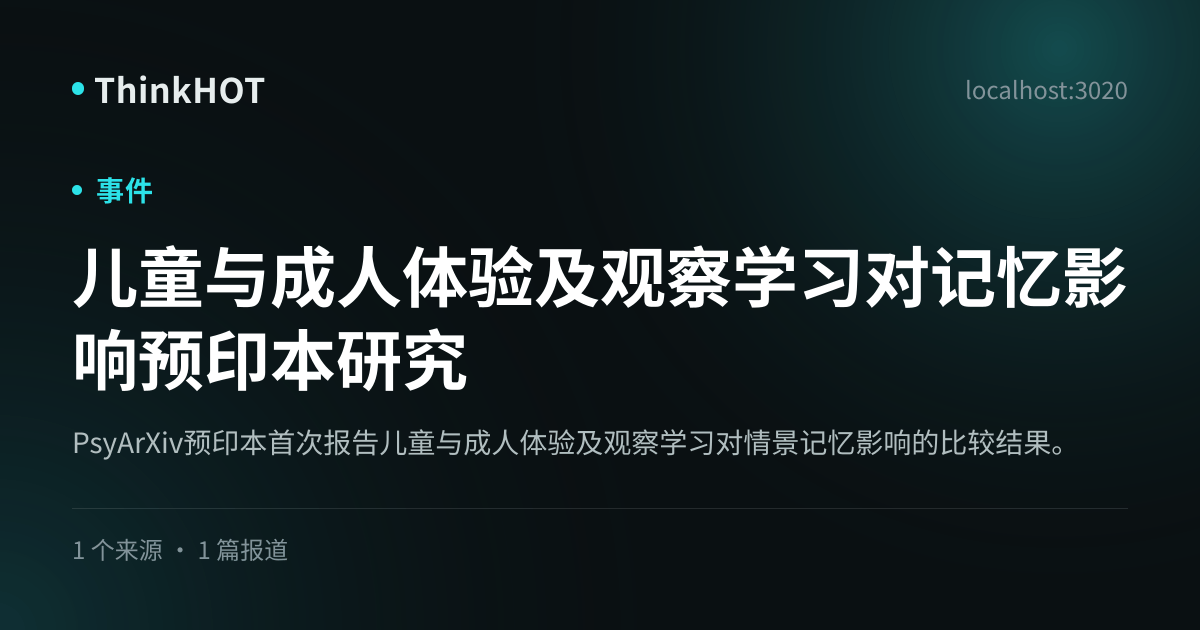 ThinkHOT
localhost:3020
事件
儿童与成人体验及观察学习对记忆影
响预印本研究
PsyArXiv预印本首次报告儿童与成人体验及观察学习对情景记忆影响的比较结果。
1 个来源 · 1 篇报道